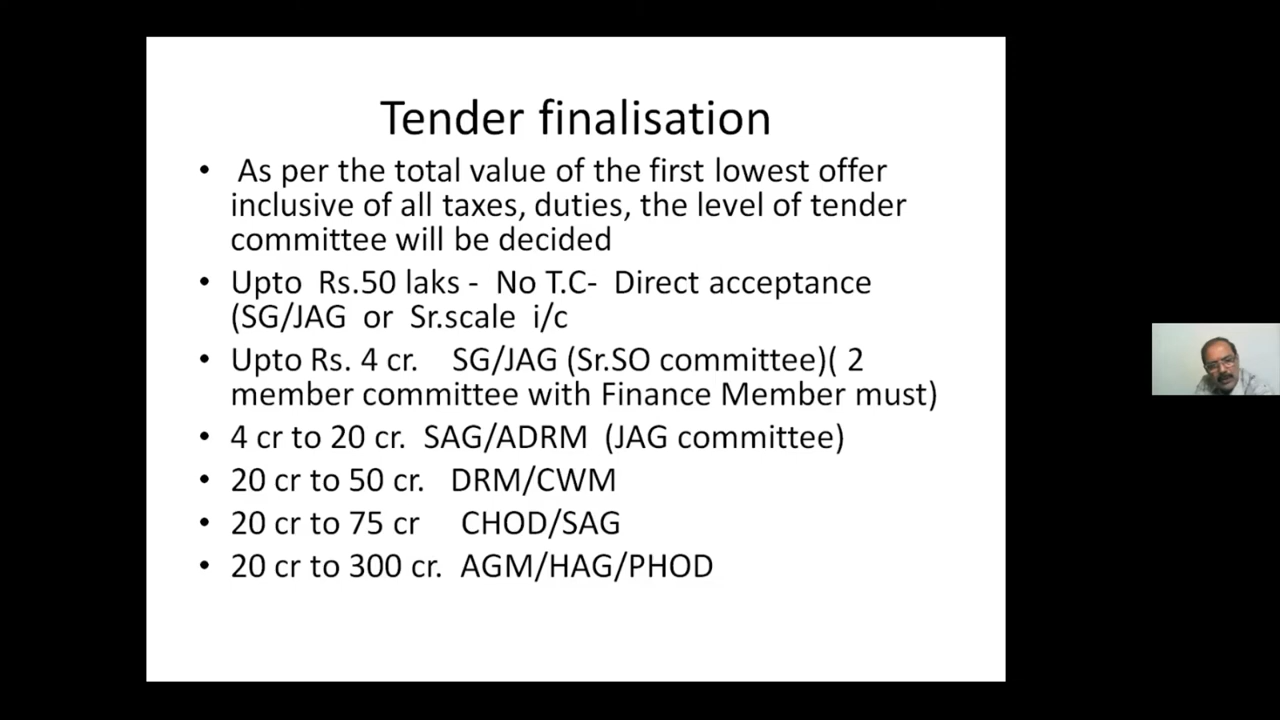 Tender finalisation
• As per the total value of the first lowest offer
inclusive of all taxes, duties, the level of tender
committee will be decided
• Upto Rs.50 laks - No T.C- Direct acceptance
(SG/JAG or Sr.scale i/c
• Upto Rs. 4 cr. SG/JAG (Sr.SO committee)( 2
member committee with Finance Member must)
• 4 cr to 20 cr. SAG/ADRM (JAG committee)
• 20 cr to 50 cr. DRM/CWM
• 20 cr to 75 cr CHOD/SAG
• 20 cr to 300 cr. AGM/HAG/PHOD